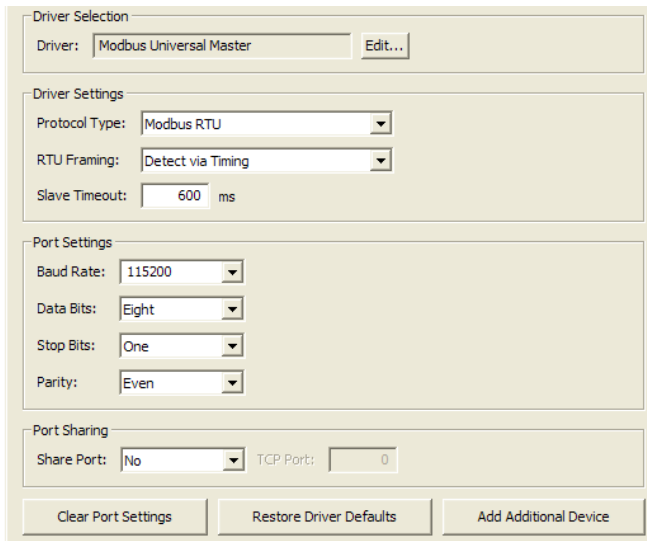 Driver Selection
Driver: Modbus Universal Master Edit...
Driver Settings
Protocol Type: Modbus RTU
RTU Framing: Detect via Timing
Slave Timeout: 600 ms
Port Settings
Baud Rate: 115200
Data Bits: Eight
Stop Bits: One
Parity: Even
Port Sharing
Share Port: No TCP Port: 0
Clear Port Settings Restore Driver Defaults Add Additional Device